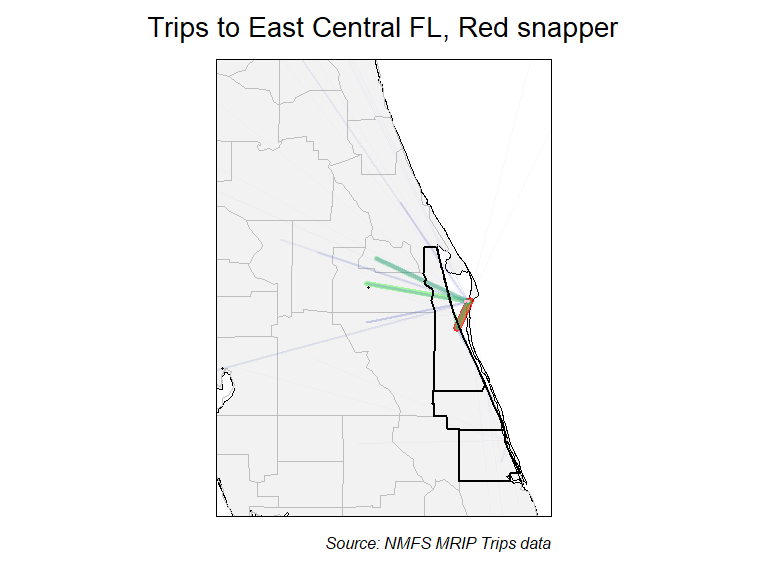 Trips to East Central FL, Red snapper
Source: NMFS MRIP Trips data